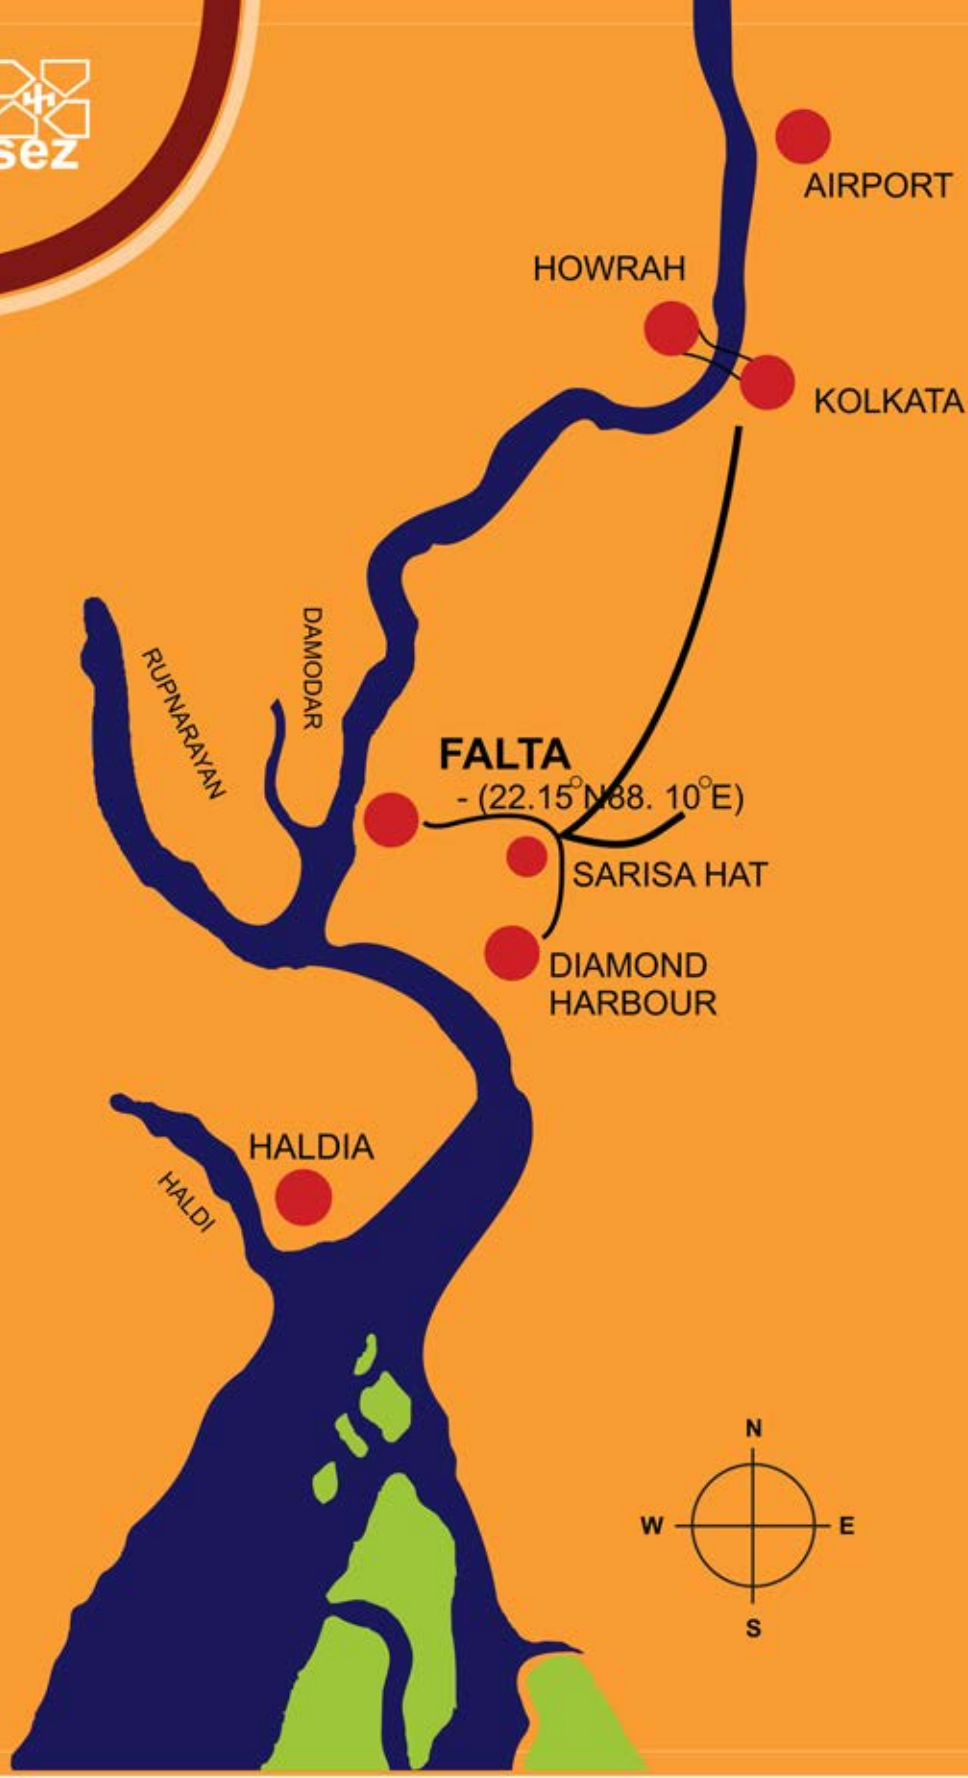 sez
AIRPORT
HOWRAH
KOLKATA
DAMODAR
RUPNARAYAN
FALTA
- (22.15°N88. 10°E)
SARISA HAT
DIAMOND
HARBOUR
HALDIA
HALDI
N
W E
S